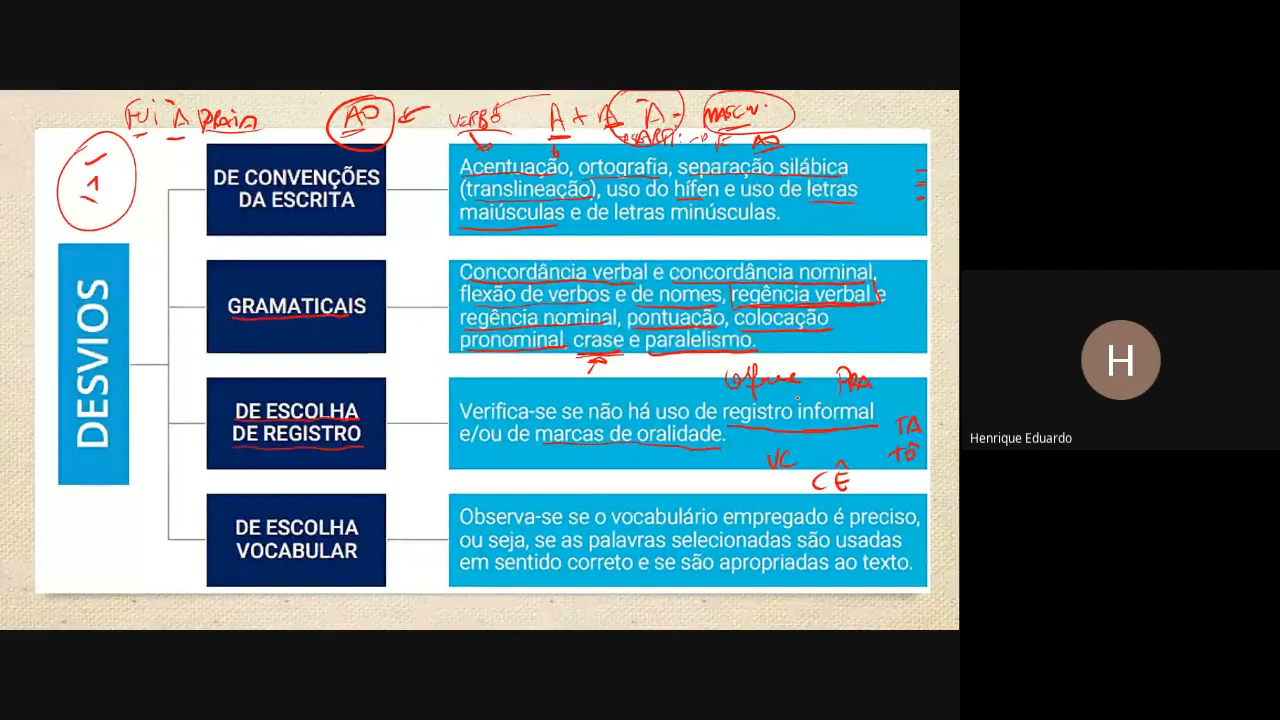 FUI À PRAIA AO VERBO A + A À = MASCU.
AO
DE CONVENÇÕES
DA ESCRITA
Acentuação, ortografia, separação silábica
(translineação), uso do hífen e uso de letras
maiúsculas e de letras minúsculas.
DESVIOS
GRAMATICAIS
Concordância verbal e concordância nominal,
flexão de verbos e de nomes, regência verbal e
regência nominal, pontuação, colocação
pronominal, crase e paralelismo.
PRA
DE ESCOLHA
DE REGISTRO
Verifica-se se não há uso de registro informal
e/ou de marcas de oralidade.
TA
TÔ
VC
CÊ
DE ESCOLHA
VOCABULAR
Observa-se se o vocabulário empregado é preciso,
ou seja, se as palavras selecionadas são usadas
em sentido correto e se são apropriadas ao texto.
H
Henrique Eduardo